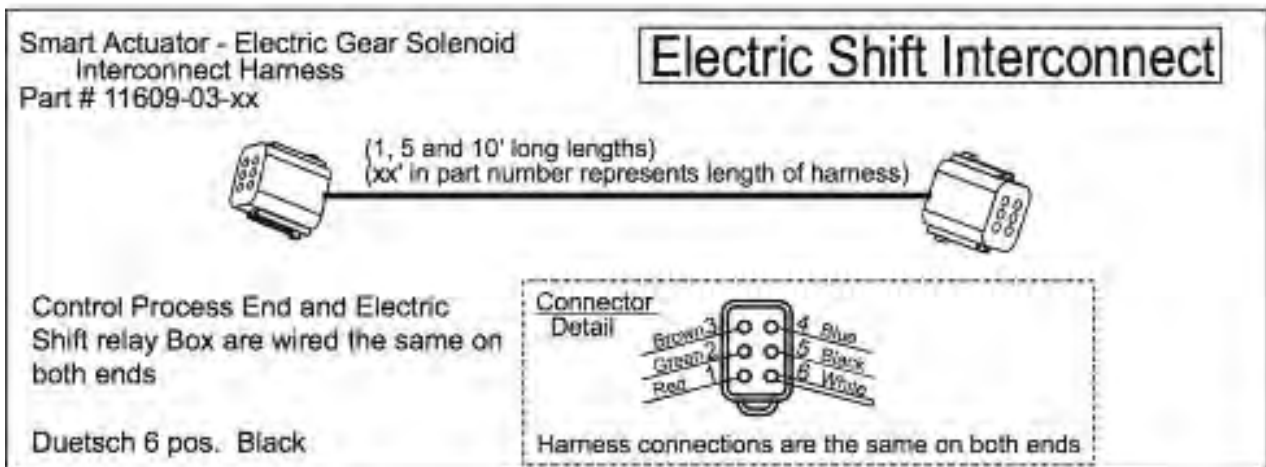 Smart Actuator - Electric Gear Solenoid
Interconnect Harness
Part # 11609-03-xx
Electric Shift Interconnect
(1, 5 and 10' long lengths)
(xx' in part number represents length of harness)
Control Process End and Electric
Shift relay Box are wired the same on
both ends
Duetsch 6 pos. Black
Connector
Detail
Brown 3
4 Blue
Green 2
5 Black
Red 1
6 White
Harness connections are the same on both ends